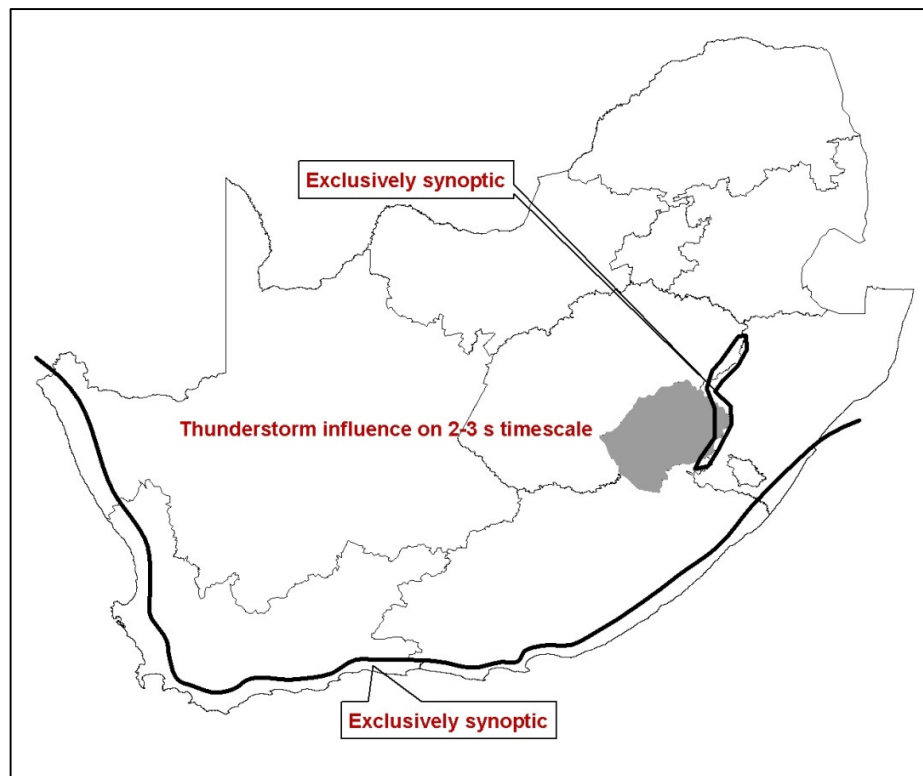 Exclusively synoptic
Thunderstorm influence on 2-3 s timescale
Exclusively synoptic